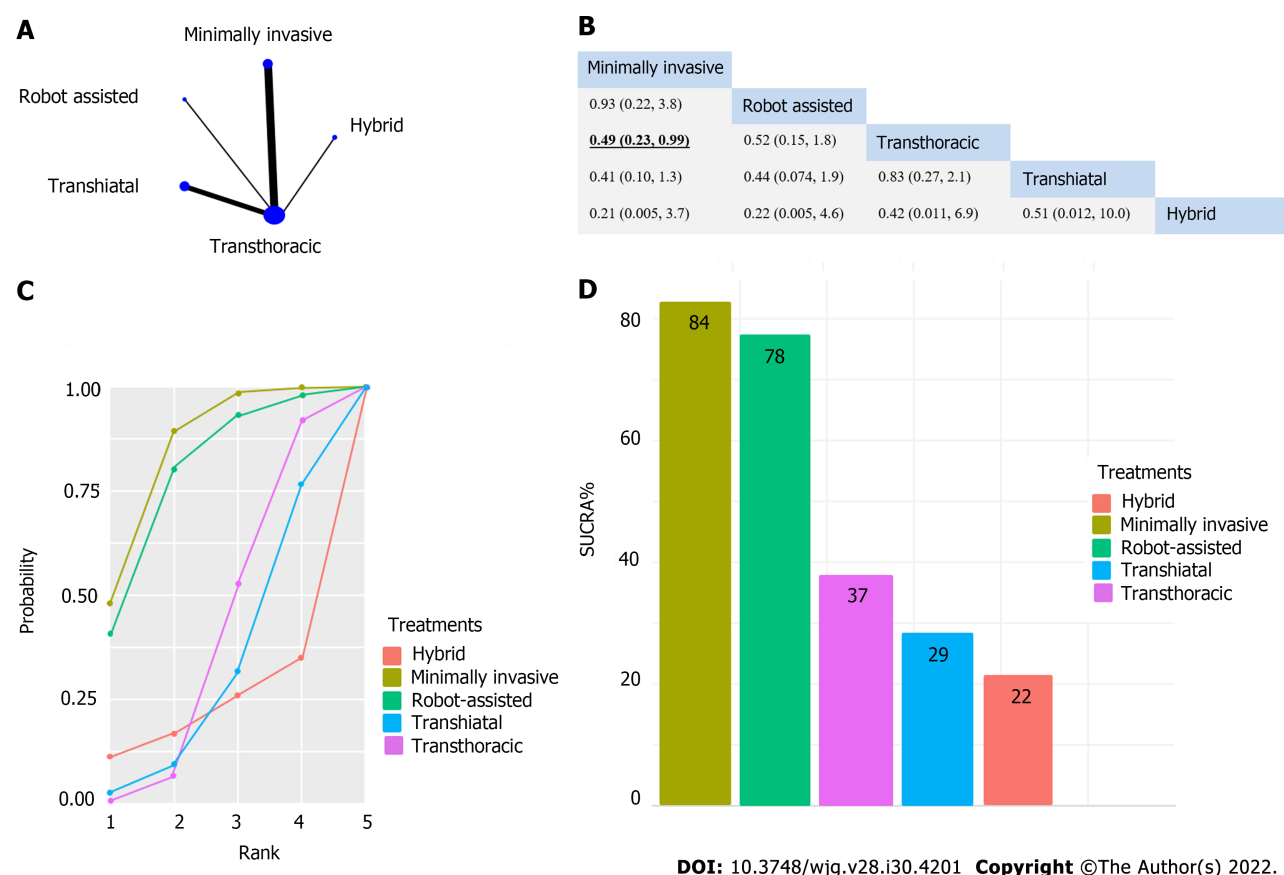 A
Minimally invasive
Robot assisted
Hybrid
Transhiatal
Transthoracic
B
Minimally invasive
0.93 (0.22, 3.8) Robot assisted
0.49 (0.23, 0.99) 0.52 (0.15, 1.8) Transthoracic
0.41 (0.10, 1.3) 0.44 (0.074, 1.9) 0.83 (0.27, 2.1) Transhiatal
0.21 (0.005, 3.7) 0.22 (0.005, 4.6) 0.42 (0.011, 6.9) 0.51 (0.012, 10.0) Hybrid
C
1.00
0.75
0.50
0.25
0.00
Probability
1 2 3 4 5
Rank
Treatments
Hybrid
Minimally invasive
Robot-assisted
Transhiatal
Transthoracic
D
80
60
40
20
0
SUCRA%
84
78
37
29
22
Treatments
Hybrid
Minimally invasive
Robot-assisted
Transhiatal
Transthoracic
DOI: 10.3748/wjg.v28.i30.4201 Copyright ©The Author(s) 2022.